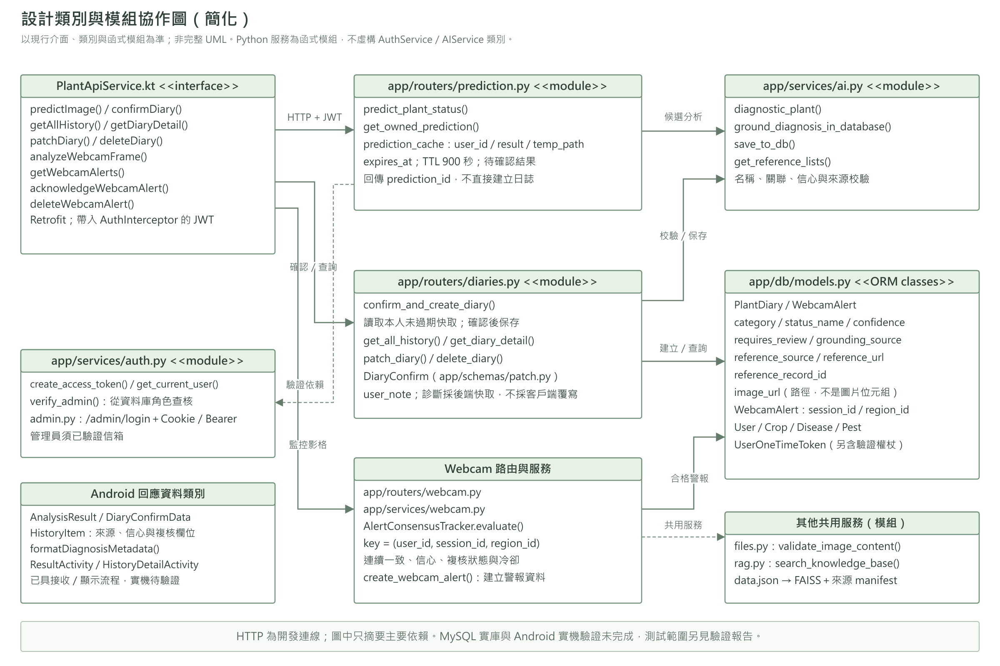 設計類別與模組協作圖（簡化）
以現行介面、類別與函式模組為準；非完整 UML。Python 服務為函式模組，不虛構 AuthService / AIService 類別。
PlantApiService.kt <<interface>>
predictImage() / confirmDiary()
getAllHistory() / getDiaryDetail()
patchDiary() / deleteDiary()
analyzeWebcamFrame()
getWebcamAlerts()
acknowledgeWebcamAlert()
deleteWebcamAlert()
Retrofit；帶入 AuthInterceptor 的 JWT
HTTP + JWT
app/routers/prediction.py <<module>>
predict_plant_status()
get_owned_prediction()
prediction_cache：user_id / result / temp_path
expires_at；TTL 900 秒；待確認結果
回傳 prediction_id，不直接建立日誌
候選分析
app/services/ai.py <<module>>
diagnostic_plant()
ground_diagnosis_in_database()
save_to_db()
get_reference_lists()
名稱、關聯、信心與來源校驗
校驗 / 保存
確認 / 查詢
app/routers/diaries.py <<module>>
confirm_and_create_diary()
讀取本人未過期快取；確認後保存
get_all_history() / get_diary_detail()
patch_diary() / delete_diary()
DiaryConfirm（app/schemas/patch.py）
user_note；診斷採後端快取，不採客戶端覆寫
建立 / 查詢
app/db/models.py <<ORM classes>>
PlantDiary / WebcamAlert
category / status_name / confidence
requires_review / grounding_source
reference_source / reference_url
reference_record_id
image_url（路徑，不是圖片位元組）
WebcamAlert：session_id / region_id
User / Crop / Disease / Pest
UserOneTimeToken（另含驗證權杖）
app/services/auth.py <<module>>
create_access_token() / get_current_user()
verify_admin()：從資料庫角色查核
admin.py：/admin/login + Cookie / Bearer
管理員須已驗證信箱
驗證依賴
監控影格
Android 回應資料類別
AnalysisResult / DiaryConfirmData
HistoryItem：來源、信心與複核欄位
formatDiagnosisMetadata()
ResultActivity / HistoryDetailActivity
已具接收 / 顯示流程，實機待驗證
Webcam 路由與服務
app/routers/webcam.py
app/services/webcam.py
AlertConsensusTracker.evaluate()
key = (user_id, session_id, region_id)
連續一致、信心、複核狀態與冷卻
create_webcam_alert()：建立警報資料
合格警報
共用服務
其他共用服務（模組）
files.py：validate_image_content()
rag.py：search_knowledge_base()
data.json → FAISS + 來源 manifest
HTTP 為開發連線；圖中只摘要主要依賴。MySQL 實庫與 Android 實機驗證未完成，測試範圍另見驗證報告。